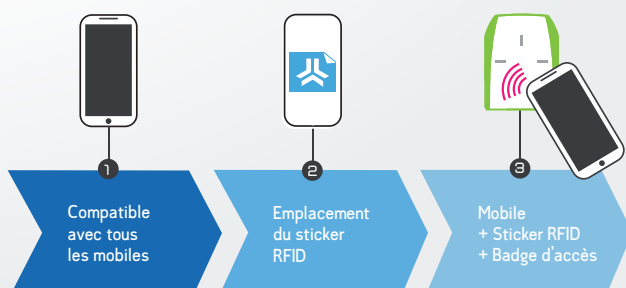 1
Compatible
avec tous
les mobiles
2
Emplacement
du sticker
RFID
3
Mobile
+ Sticker RFID
+ Badge d'accès